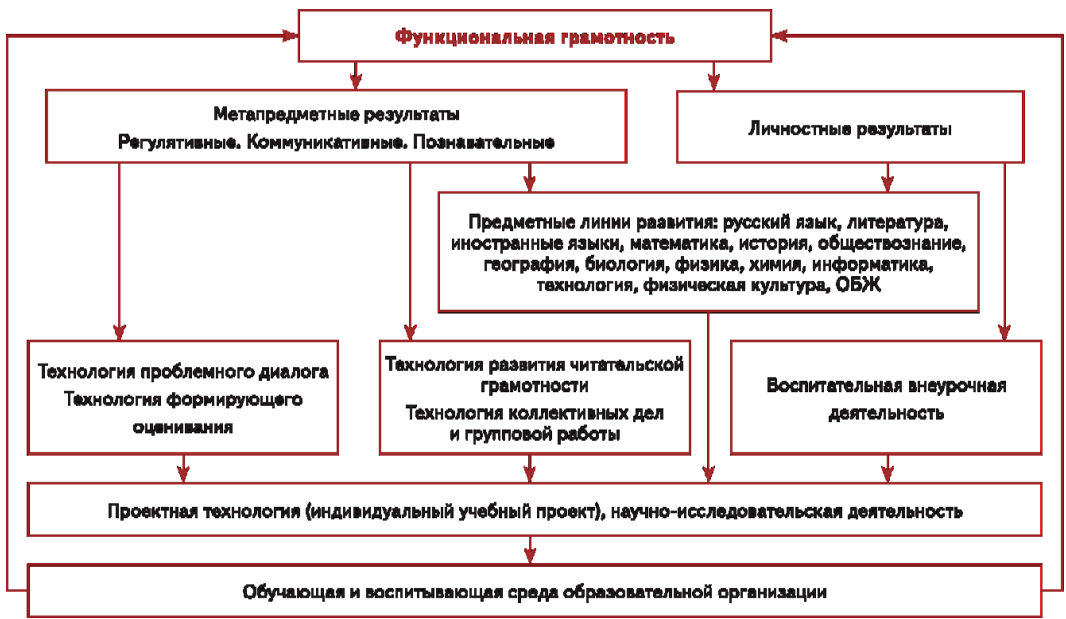 Функциональная грамотность
Метапредметные результаты
Регулятивные. Коммуникативные. Познавательные
Личностные результаты
Предметные линии развития: русский язык, литература,
иностранные языки, математика, история, обществознание,
география, биология, физика, химия, информатика,
технология, физическая культура, ОБЖ
Технология проблемного диалога
Технология формирующего
оценивания
Технология развития читательской
грамотности
Технология коллективных дел
и групповой работы
Воспитательная внеурочная
деятельность
Проектная технология (индивидуальный учебный проект), научно-исследовательская деятельность
Обучающая и воспитывающая среда образовательной организации